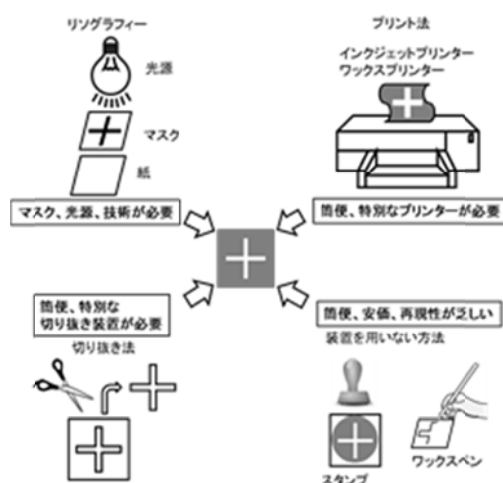 リソグラフィー
光源
マスク
紙
マスク、光源、技術が必要
プリント法
インクジェットプリンター
ワックスプリンター
簡便、特別なプリンターが必要
簡便、特別な
切り抜き装置が必要
切り抜き法
簡便、安価、再現性が乏しい
装置を用いない方法
スタンプ
ワックスペン